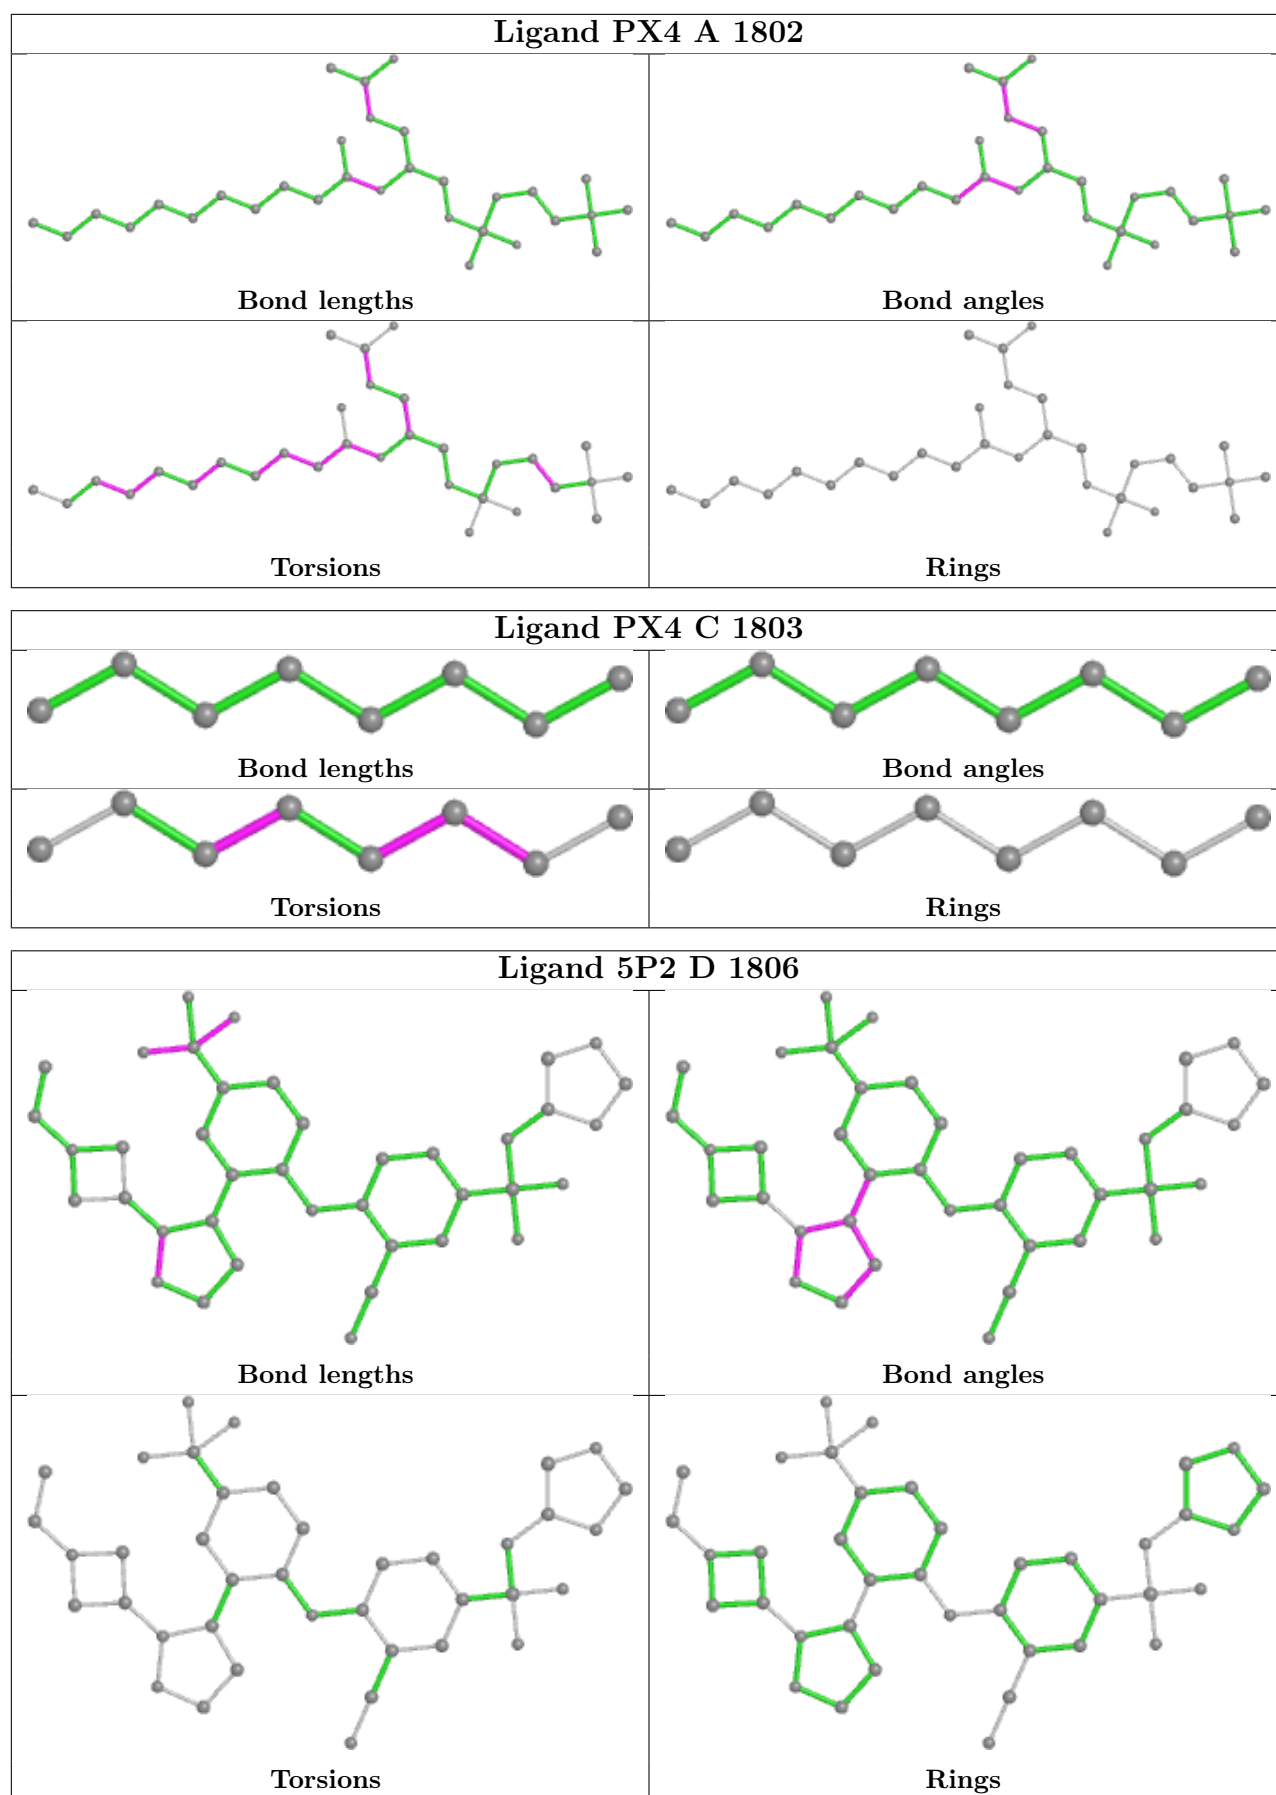 Ligand PX4 A 1802
Bond lengths
Bond angles
Torsions
Rings
Ligand PX4 C 1803
Bond lengths
Bond angles
Torsions
Rings
Ligand 5P2 D 1806
Bond lengths
Bond angles
Torsions
Rings